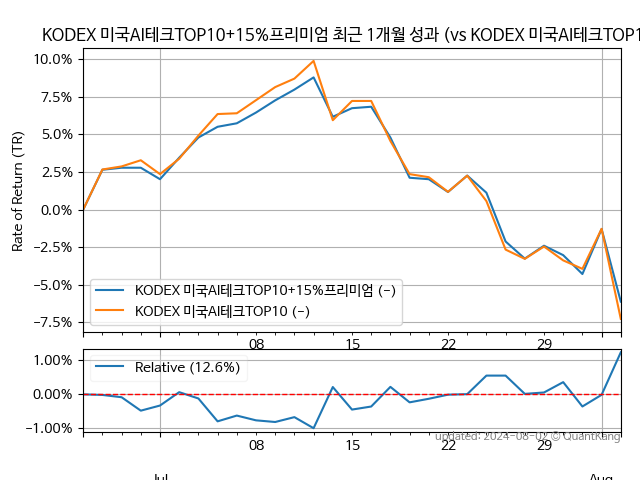 KODEX 미국AI테크TOP10+15%프리미엄 최근 1개월 성과 (vs KODEX 미국AI테크TOP1
10.0%
7.5%
5.0%
2.5%
0.0%
−2.5%
−5.0%
−7.5%
Rate of Return (TR)
KODEX 미국AI테크TOP10+15%프리미엄 (−)
KODEX 미국AI테크TOP10 (−)
08
15
22
29
1.00%
0.00%
−1.00%
Relative (12.6%)
08
15
22
29
updated: 2024-08-02 © QuantKang
Jul
Aug